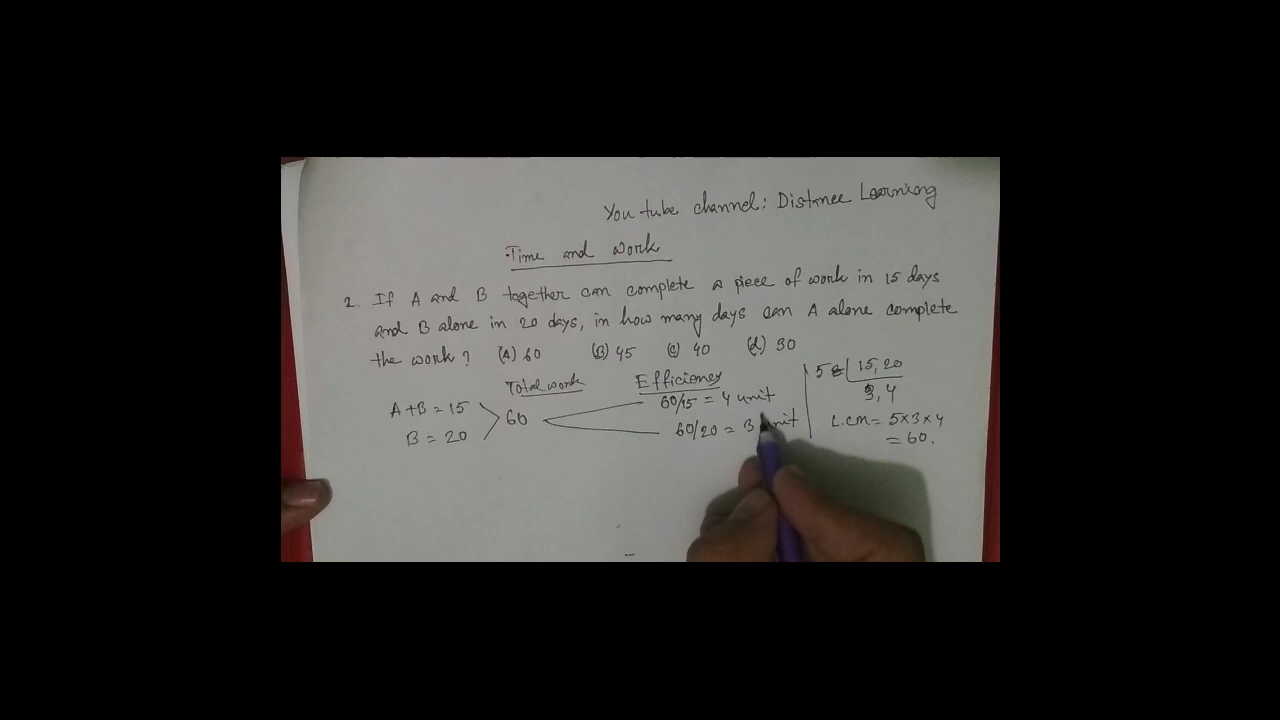 You tube channel: Distance Learning
Time and work
2. If A and B together can complete a piece of work in 15 days
and B alone in 20 days, in how many days can A alone complete
the work? (A) 60 (B) 45 (C) 40 (d) 30
Total work Efficiency
A+B = 15
B = 20
60
60/15 = 4 unit
60/20 = 3 unit
5 15, 20
3, 4
L.CM = 5×3×4
= 60.